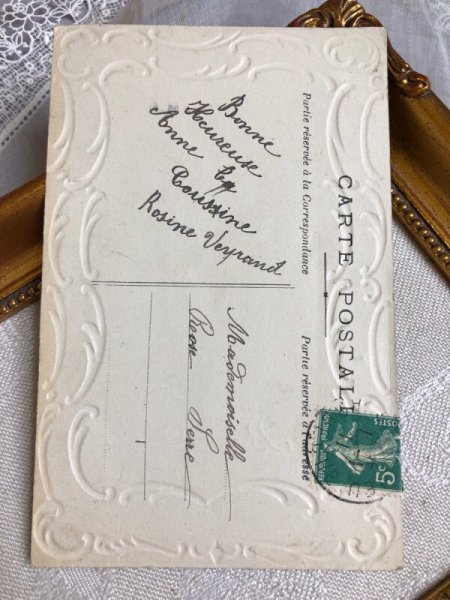 CARTE POSTALE
Partie réservée à la Correspondance
Partie réservée à l'adresse
Bonne
Heureuse
Anne
Cousine
Rosine Veyrand
Mademoiselle
Serre
POSTES
5c